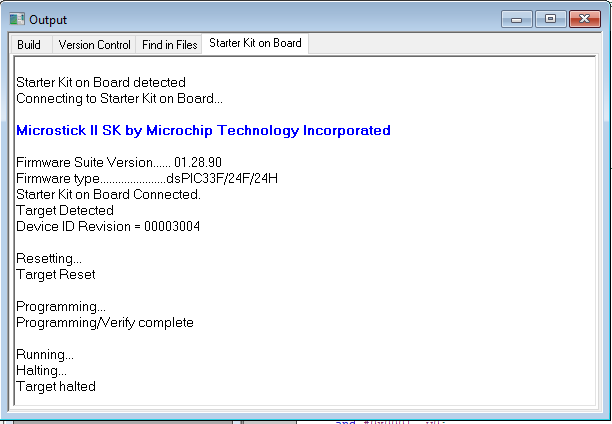 Output
Build
Version Control
Find in Files
Starter Kit on Board
Starter Kit on Board detected
Connecting to Starter Kit on Board...
Microstick II SK by Microchip Technology Incorporated
Firmware Suite Version...... 01.28.90
Firmware type......................dsPIC33F/24F/24H
Starter Kit on Board Connected.
Target Detected
Device ID Revision = 00003004
Resetting...
Target Reset
Programming...
Programming/Verify complete
Running...
Halting...
Target halted